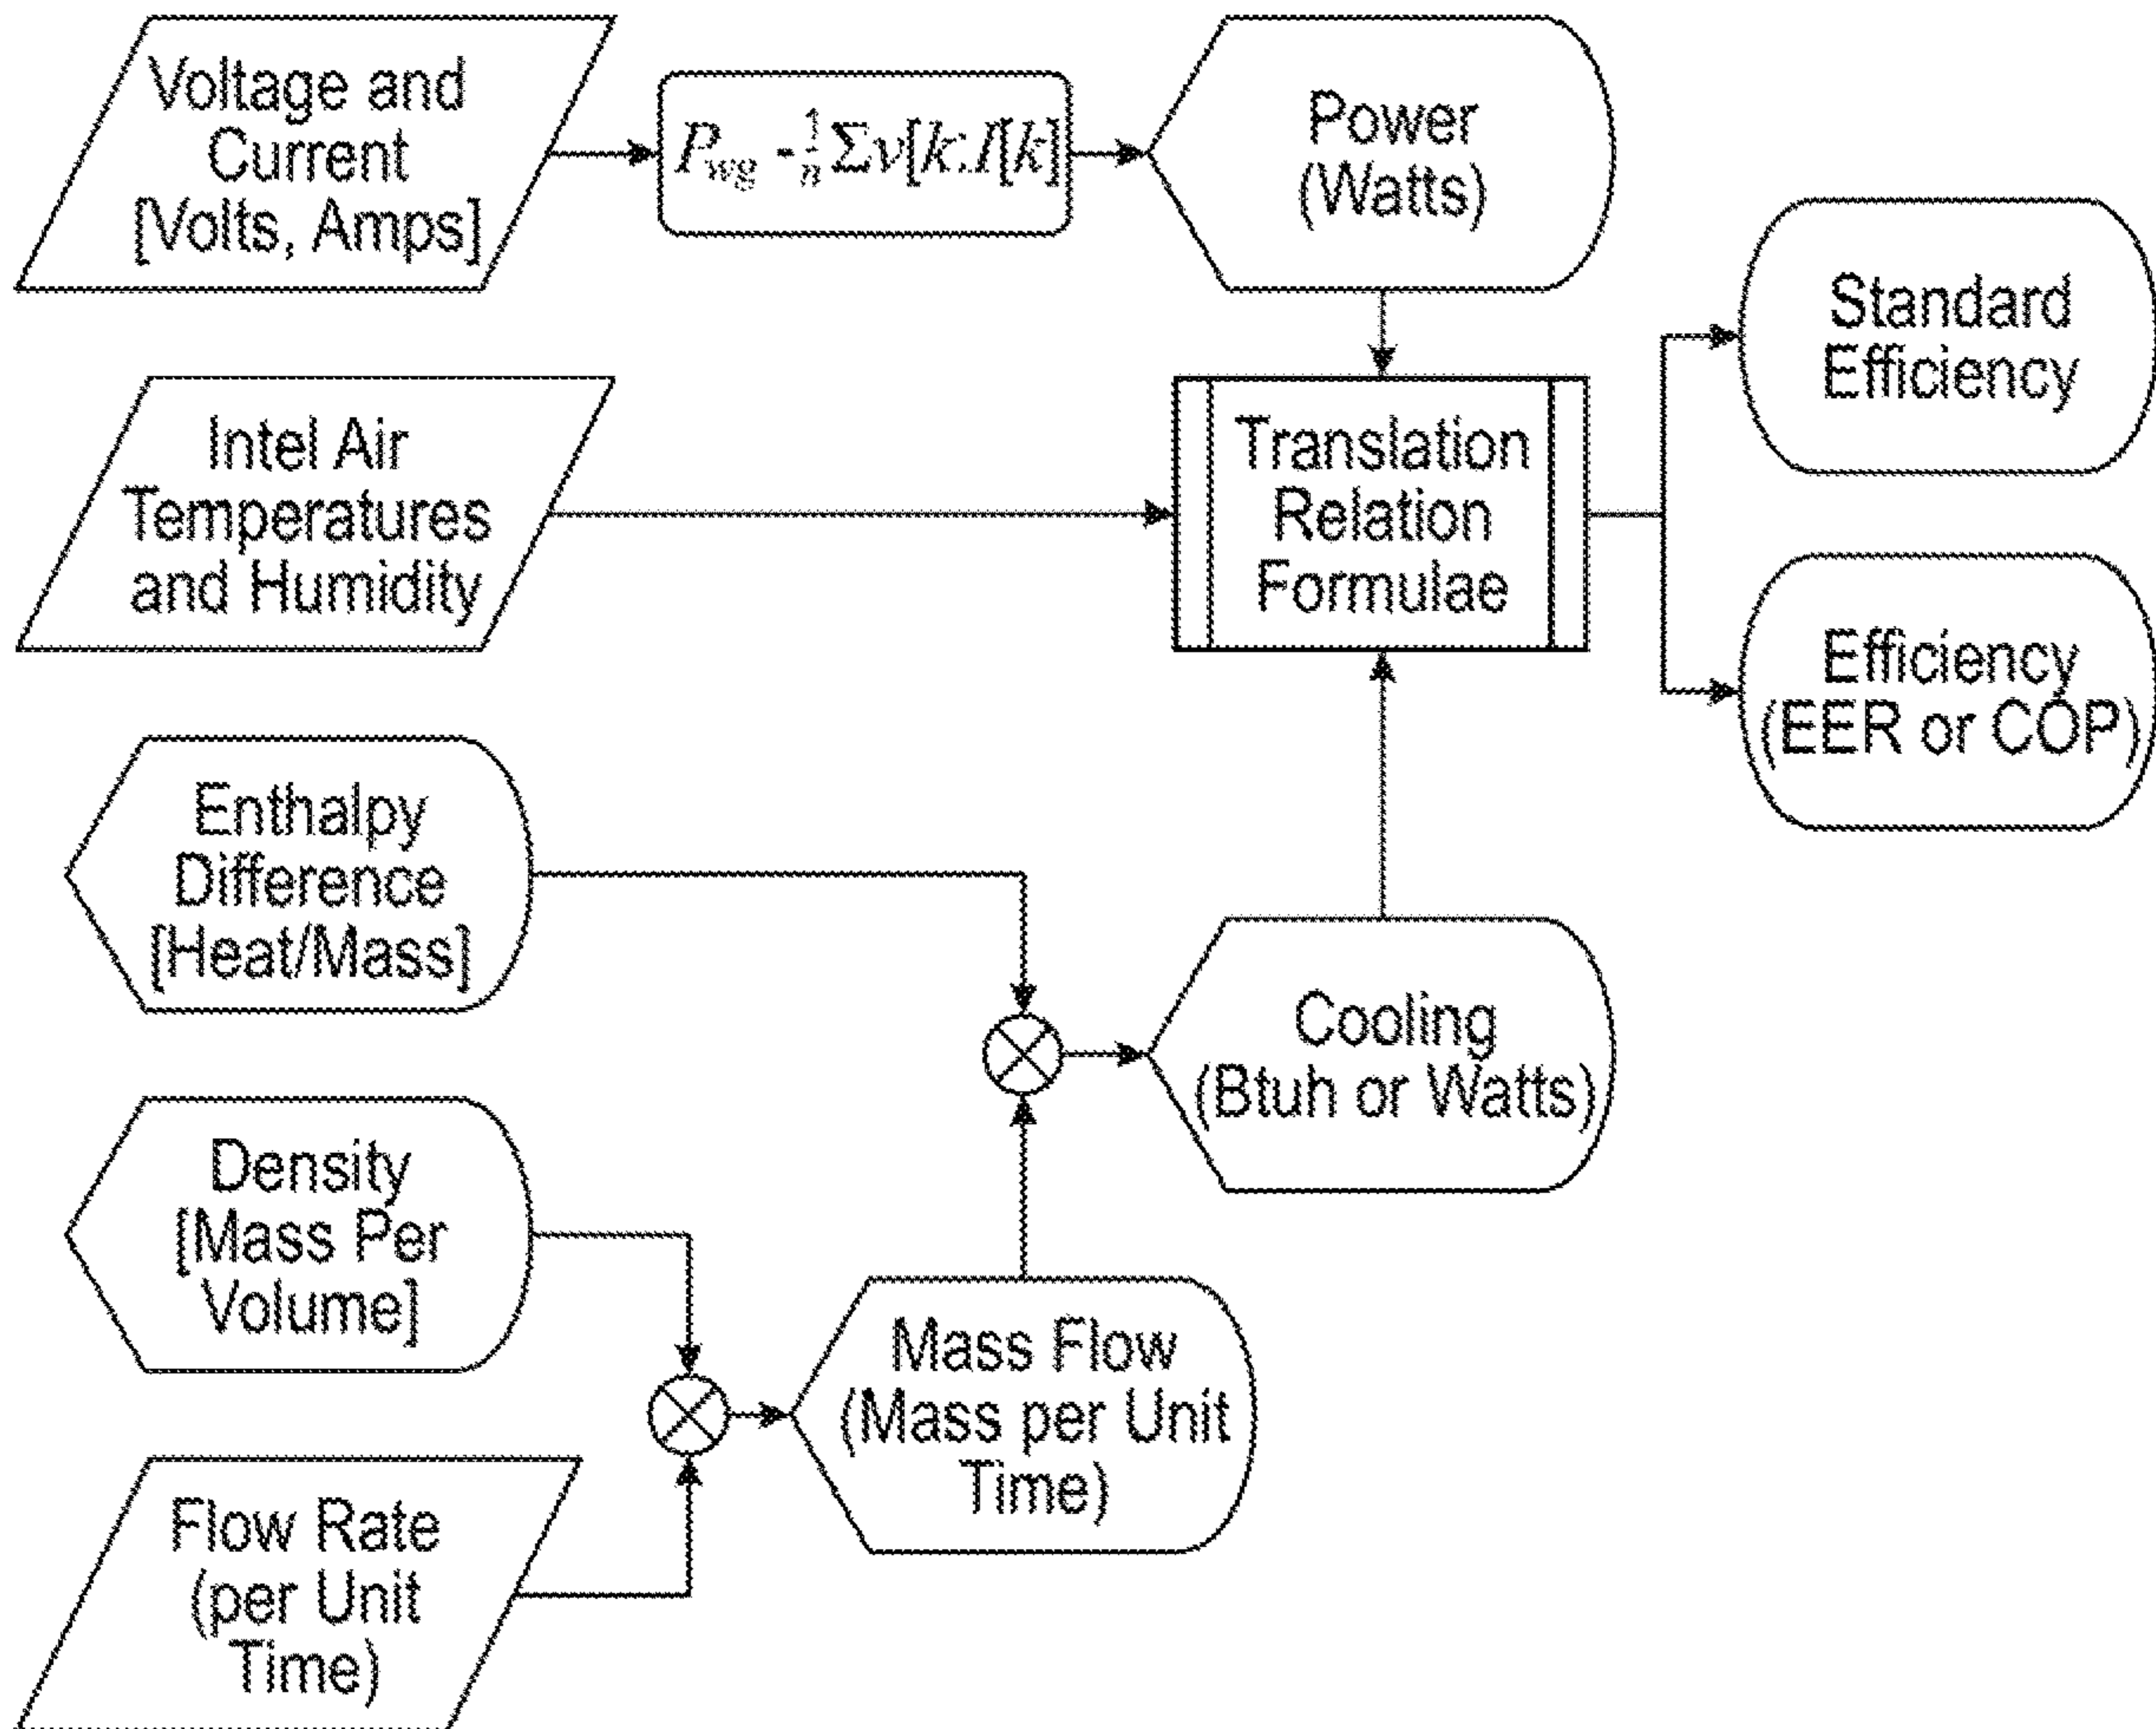 Voltage and
Current
[Volts, Amps]
P_wg - 1/n Σν[k.I[k]
Power
(Watts)
Standard
Efficiency
Intel Air
Temperatures
and Humidity
Translation
Relation
Formulae
Efficiency
(EER or COP)
Enthalpy
Difference
[Heat/Mass]
Cooling
(Btuh or Watts)
Density
[Mass Per
Volume]
Mass Flow
(Mass per Unit
Time)
Flow Rate
(per Unit
Time)